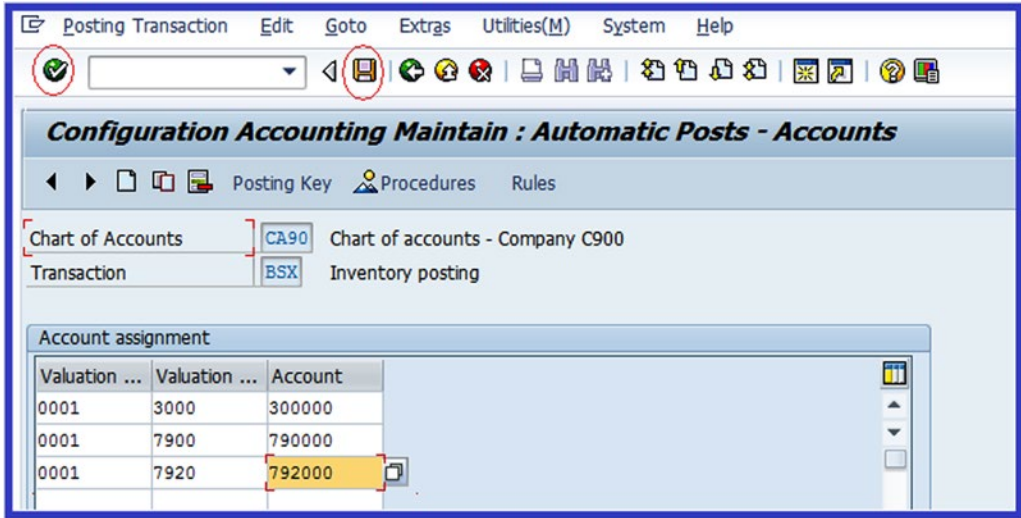 Posting Transaction Edit Goto Extras Utilities(M) System Help
Configuration Accounting Maintain : Automatic Posts - Accounts
Posting Key Procedures Rules
Chart of Accounts CA90 Chart of accounts - Company C900
Transaction BSX Inventory posting
Account assignment
Valuation ... Valuation ... Account
0001 3000 300000
0001 7900 790000
0001 7920 792000